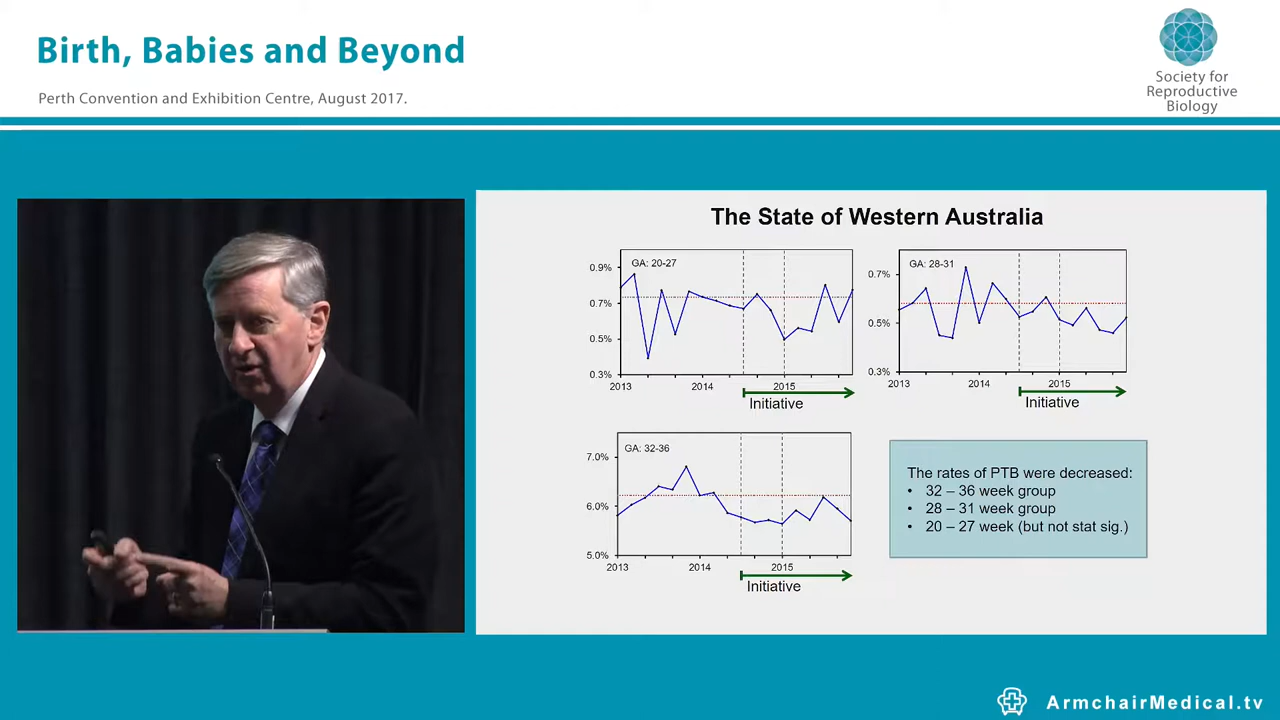 Birth, Babies and Beyond
Perth Convention and Exhibition Centre, August 2017.
Society for
Reproductive
Biology
The State of Western Australia
GA: 20-27
0.9%
0.7%
0.5%
0.3%
2013 2014 2015
Initiative
GA: 28-31
0.7%
0.5%
0.3%
2013 2014 2015
Initiative
GA: 32-36
7.0%
6.0%
5.0%
2013 2014 2015
Initiative
The rates of PTB were decreased:
• 32 – 36 week group
• 28 – 31 week group
• 20 – 27 week (but not stat sig.)
ArmchairMedical.tv